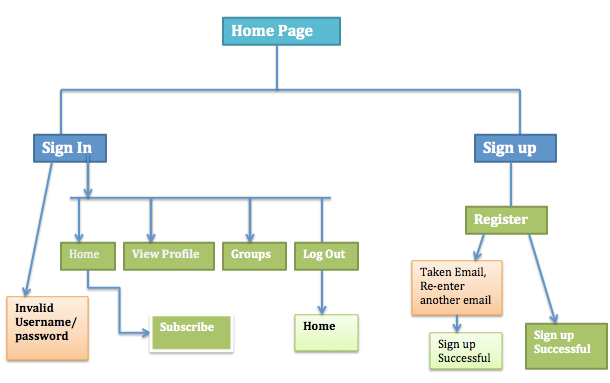 Home Page
Sign In
Sign up
Register
Home
View Profile
Groups
Log Out
Taken Email,
Re-enter
another email
Invalid
Username/
password
Subscribe
Home
Sign up
Successful
Sign up
Successful